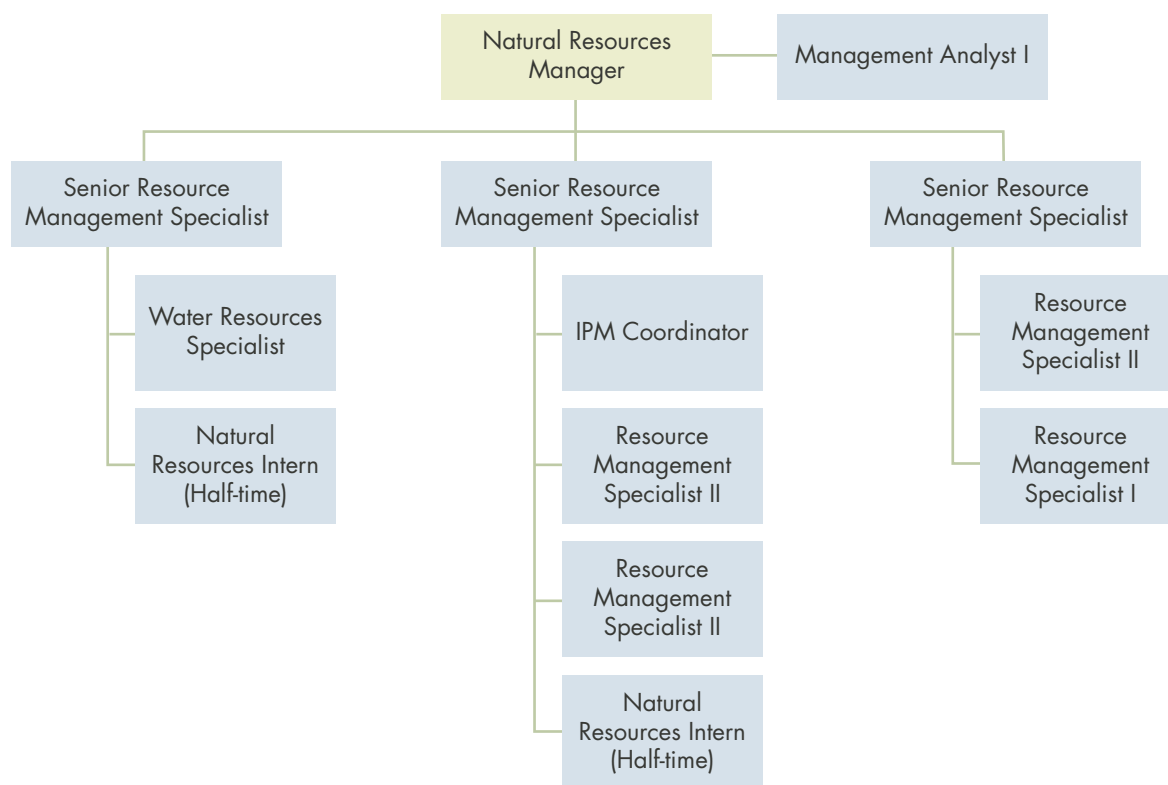 Natural Resources
Manager
Management Analyst I
Senior Resource
Management Specialist
Water Resources
Specialist
Natural
Resources Intern
(Half-time)
Senior Resource
Management Specialist
IPM Coordinator
Resource
Management
Specialist II
Resource
Management
Specialist II
Natural
Resources Intern
(Half-time)
Senior Resource
Management Specialist
Resource
Management
Specialist II
Resource
Management
Specialist I